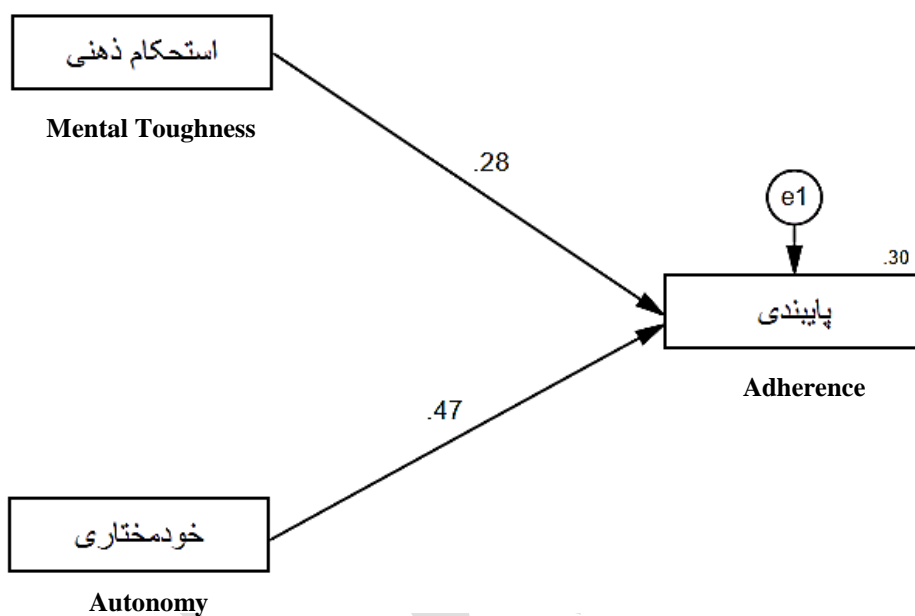 استحکام ذهنی
Mental Toughness
.28
e1
.30
پایبندی
Adherence
.47
خودمختاری
Autonomy